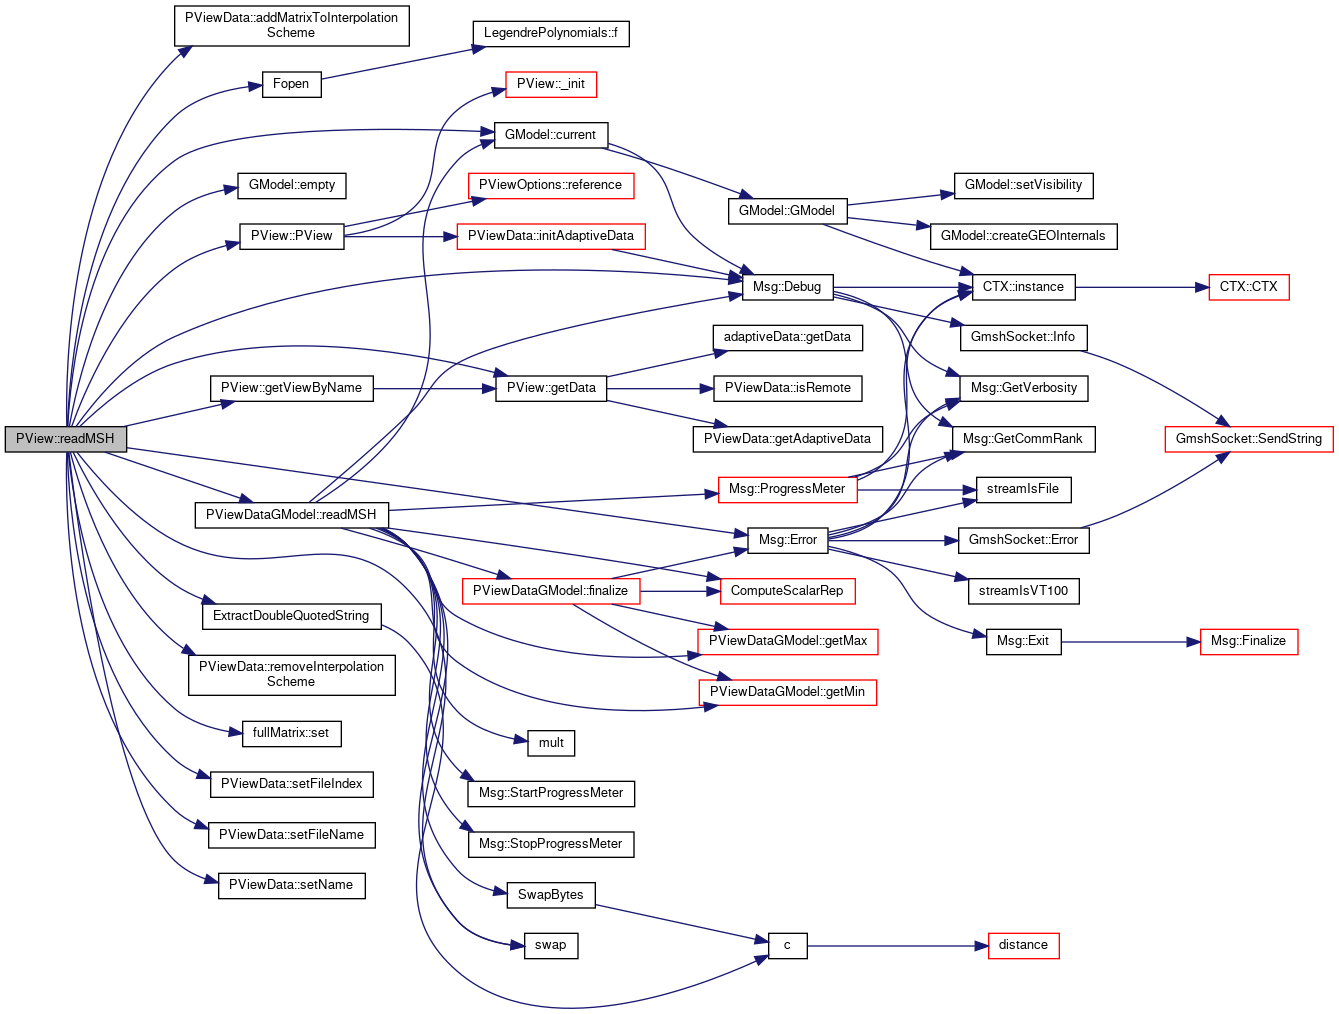 PViewData::addMatrixToInterpolation
Scheme
LegendrePolynomials::f
Fopen
PView::_init
GModel::current
GModel::empty
PViewOptions::reference
GModel::setVisibility
GModel::GModel
PView::PView
PViewData::initAdaptiveData
GModel::createGEOInternals
Msg::Debug
CTX::instance
CTX::CTX
adaptiveData::getData
GmshSocket::Info
PView::getViewByName
PView::getData
PViewData::isRemote
Msg::GetVerbosity
PView::readMSH
PViewData::getAdaptiveData
Msg::GetCommRank
GmshSocket::SendString
Msg::ProgressMeter
streamIsFile
PViewDataGModel::readMSH
Msg::Error
GmshSocket::Error
PViewDataGModel::finalize
ComputeScalarRep
streamIsVT100
ExtractDoubleQuotedString
PViewDataGModel::getMax
Msg::Exit
Msg::Finalize
PViewData::removeInterpolation
Scheme
PViewDataGModel::getMin
fullMatrix::set
mult
PViewData::setFileIndex
Msg::StartProgressMeter
PViewData::setFileName
Msg::StopProgressMeter
PViewData::setName
SwapBytes
swap
c
distance